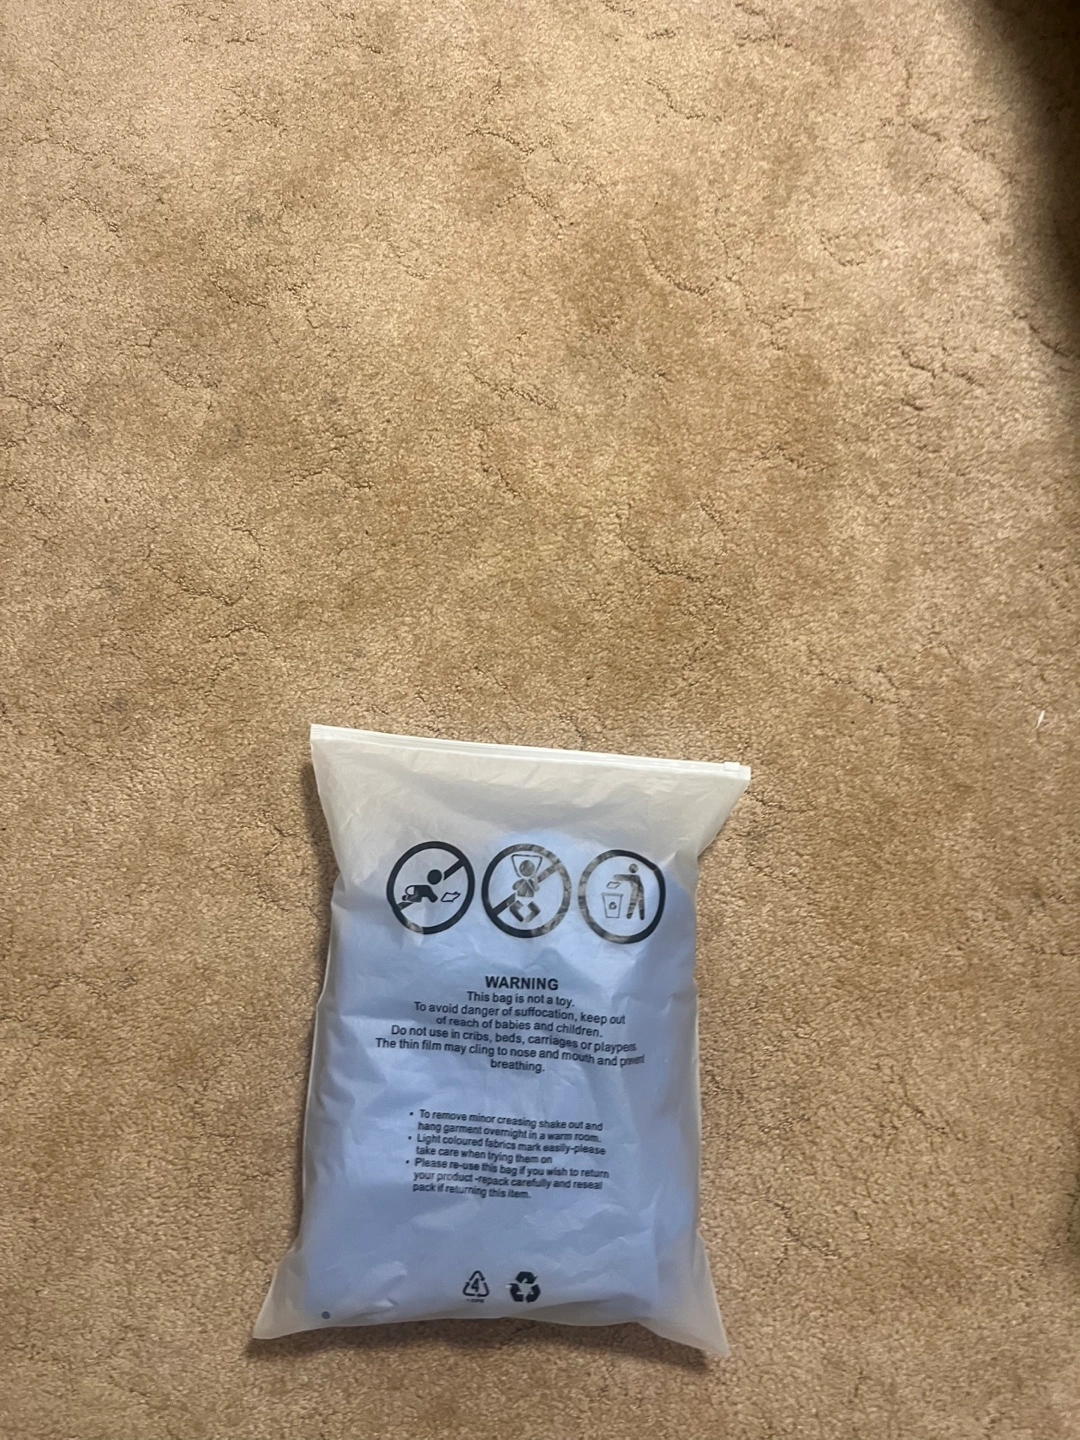 WARNING
This bag is not a toy.
To avoid danger of suffocation, keep out
of reach of babies and children.
Do not use in cribs, beds, carriages or playpens
The thin film may cling to nose and mouth and prevent
breathing.
• To remove minor creasing shake out and
hang garment overnight in a warm room.
• Light coloured fabrics mark easily-please
take care when trying them on
• Please re-use this bag if you wish to return
your product -repack carefully and reseal
pack if returning this item.
4